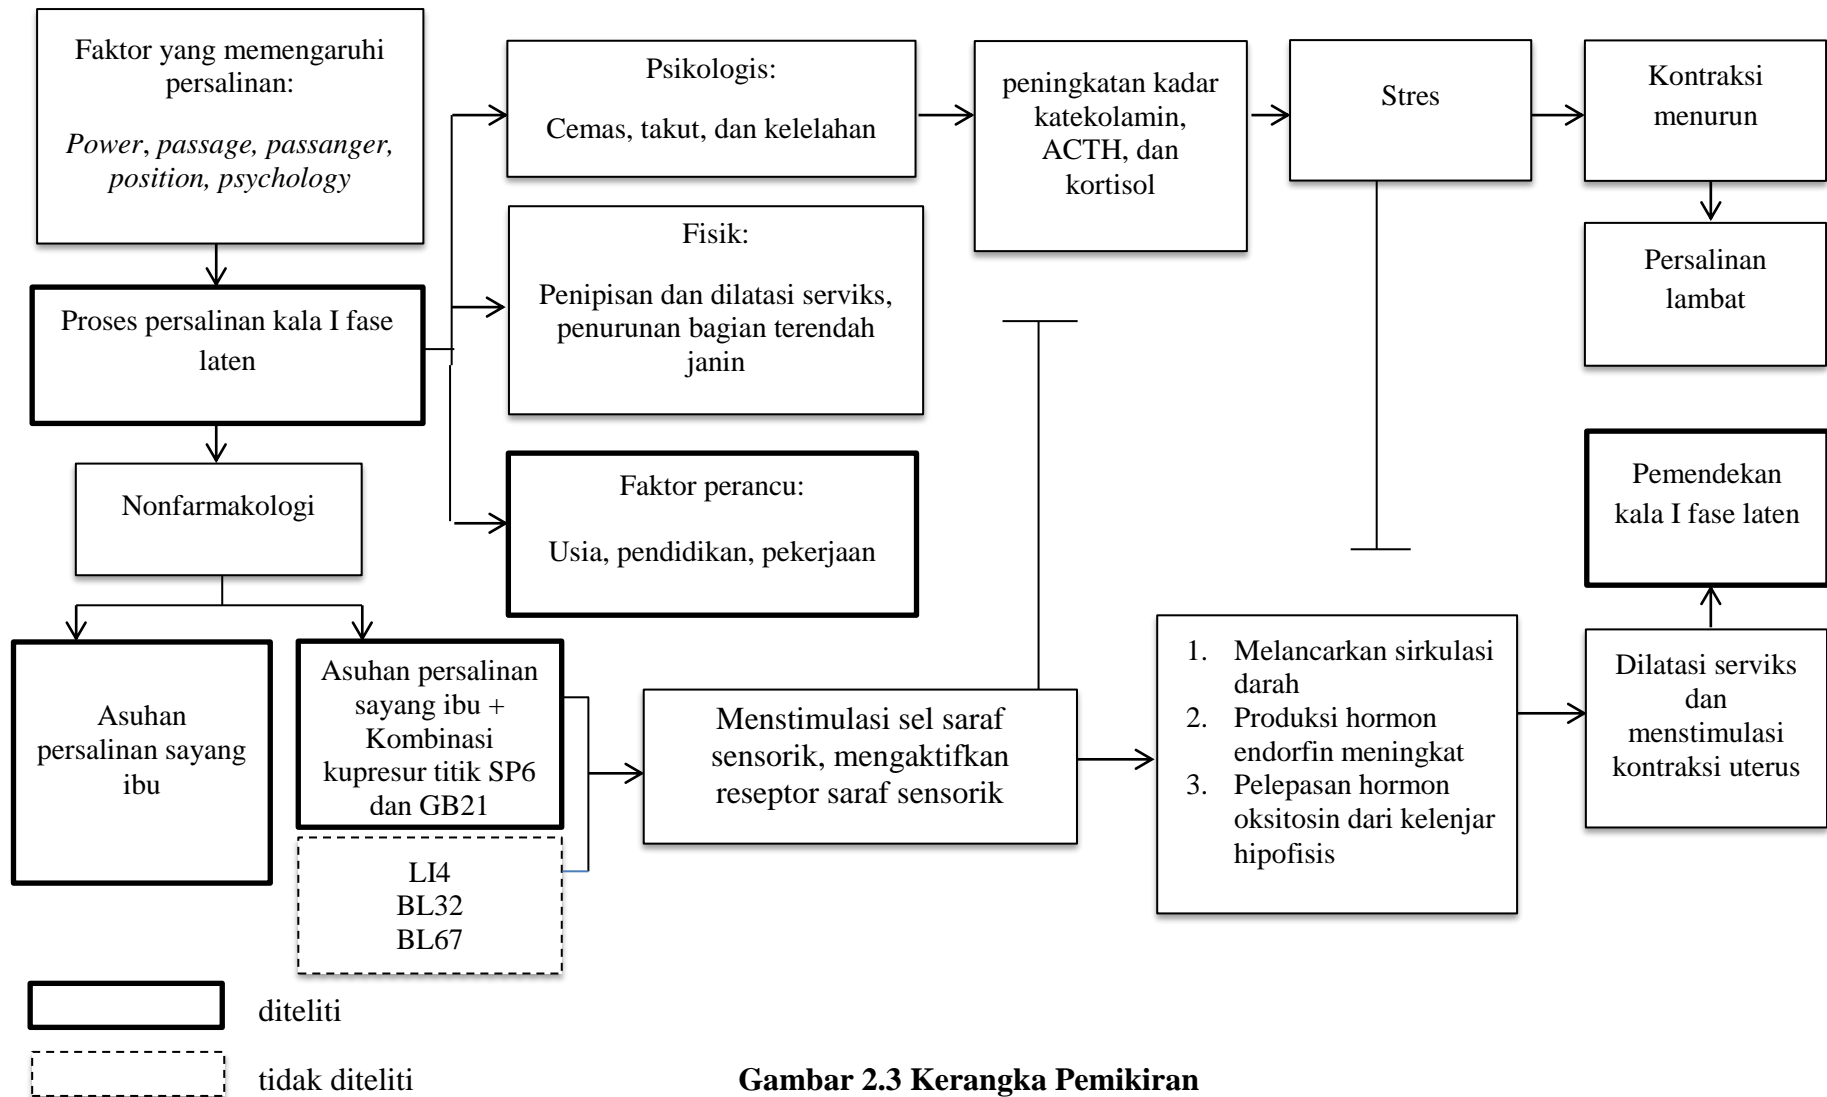 Faktor yang memengaruhi
persalinan:
Power, passage, passanger,
position, psychology
Psikologis:
Cemas, takut, dan kelelahan
peningkatan kadar
katekolamin,
ACTH, dan
kortisol
Stres
Kontraksi
menurun
Fisik:
Penipisan dan dilatasi serviks,
penurunan bagian terendah
janin
Persalinan
lambat
Proses persalinan kala I fase
laten
Faktor perancu:
Usia, pendidikan, pekerjaan
Pemendekan
kala I fase laten
Nonfarmakologi
Asuhan
persalinan sayang
ibu
Asuhan persalinan
sayang ibu +
Kombinasi
kupresur titik SP6
dan GB21
LI4
BL32
BL67
Menstimulasi sel saraf
sensorik, mengaktifkan
reseptor saraf sensorik
1. Melancarkan sirkulasi
darah
2. Produksi hormon
endorfin meningkat
3. Pelepasan hormon
oksitosin dari kelenjar
hipofisis
Dilatasi serviks
dan
menstimulasi
kontraksi uterus
diteliti
tidak diteliti
Gambar 2.3 Kerangka Pemikiran